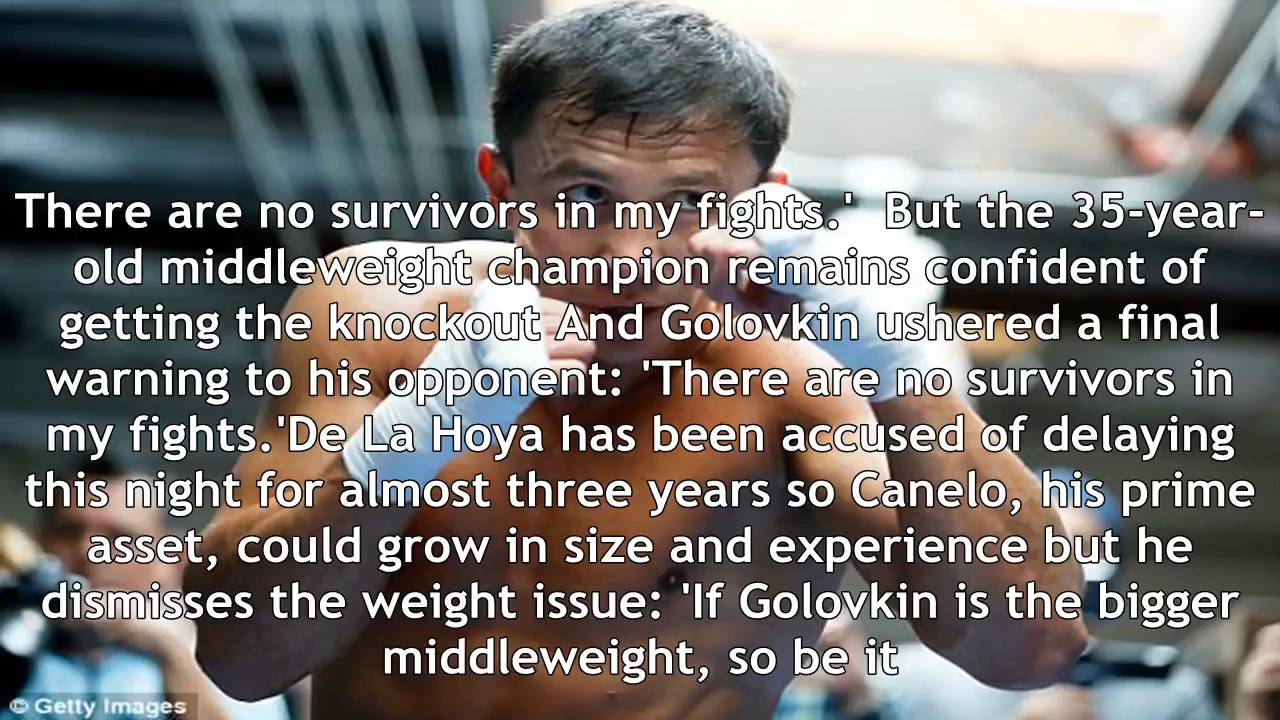 There are no survivors in my fights.'  But the 35-year-
old middleweight champion remains confident of
getting the knockout And Golovkin ushered a final
warning to his opponent: 'There are no survivors in
my fights.'De La Hoya has been accused of delaying
this night for almost three years so Canelo, his prime
asset, could grow in size and experience but he
dismisses the weight issue: 'If Golovkin is the bigger
middleweight, so be it
© Getty Images